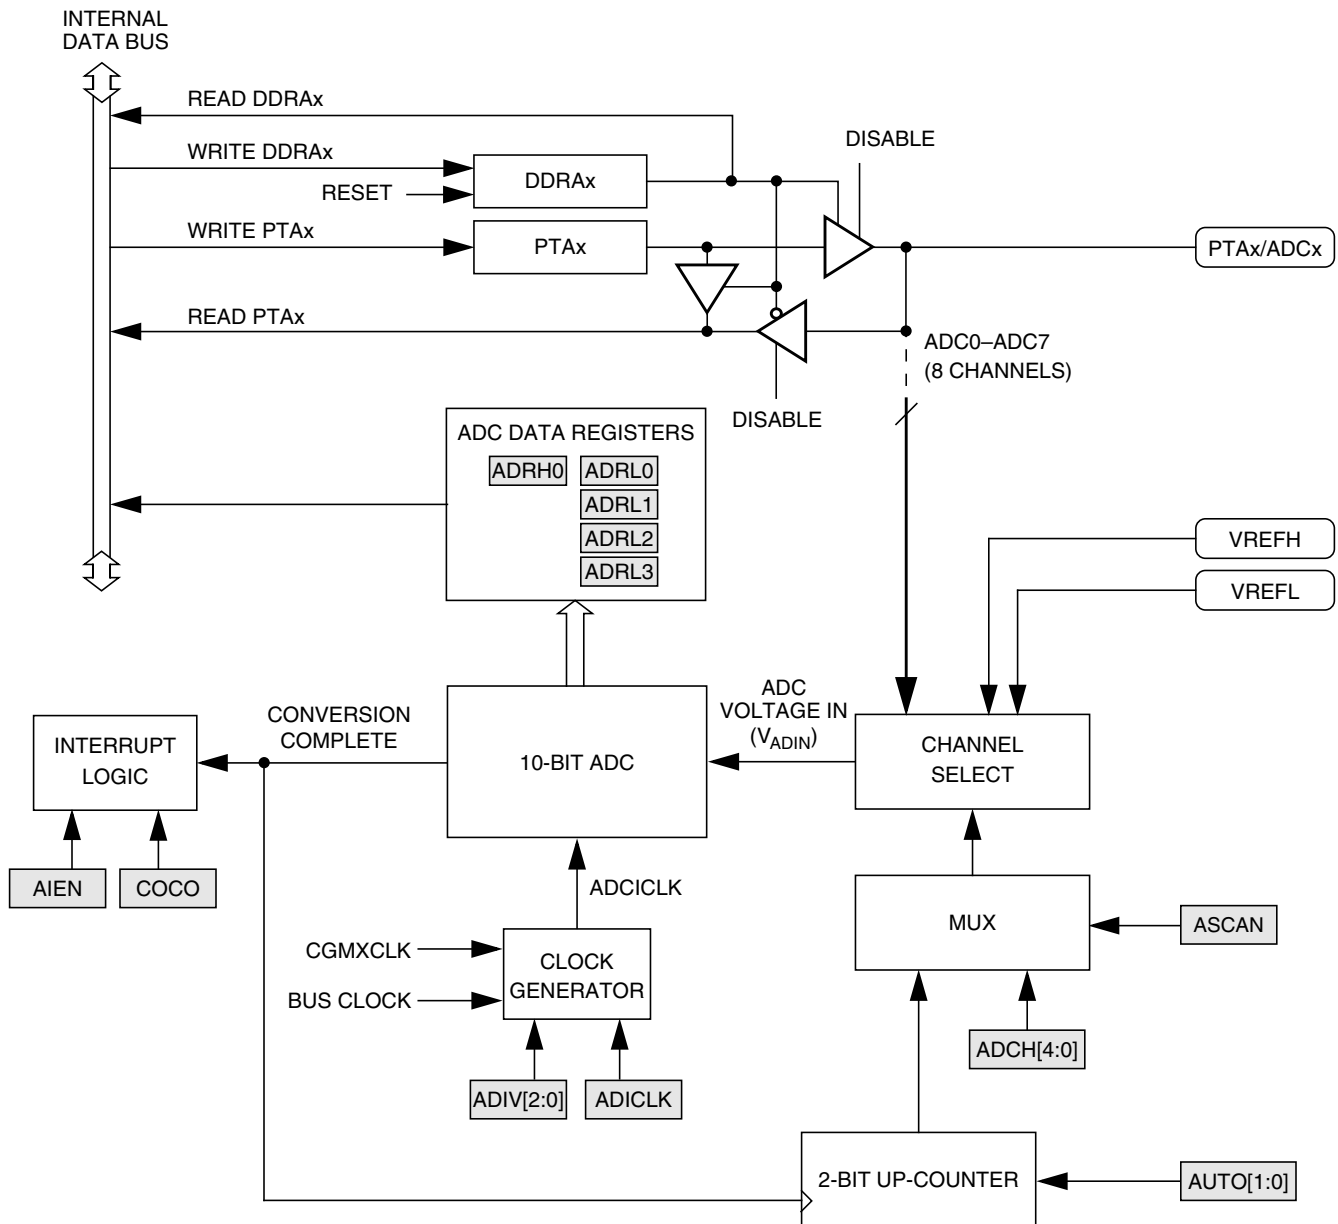 INTERNAL
DATA BUS
READ DDRAx
WRITE DDRAx
RESET
DDRAx
DISABLE
WRITE PTAx
PTAx
PTAx/ADCx
READ PTAx
DISABLE
ADC0–ADC7
(8 CHANNELS)
ADC DATA REGISTERS
ADRH0
ADRL0
ADRL1
ADRL2
ADRL3
VREFH
VREFL
INTERRUPT
LOGIC
CONVERSION
COMPLETE
10-BIT ADC
ADC
VOLTAGE IN
(VADIN)
CHANNEL
SELECT
AIEN
COCO
ADCICLK
MUX
ASCAN
CGMXCLK
BUS CLOCK
CLOCK
GENERATOR
ADCH[4:0]
ADIV[2:0]
ADICLK
2-BIT UP-COUNTER
AUTO[1:0]